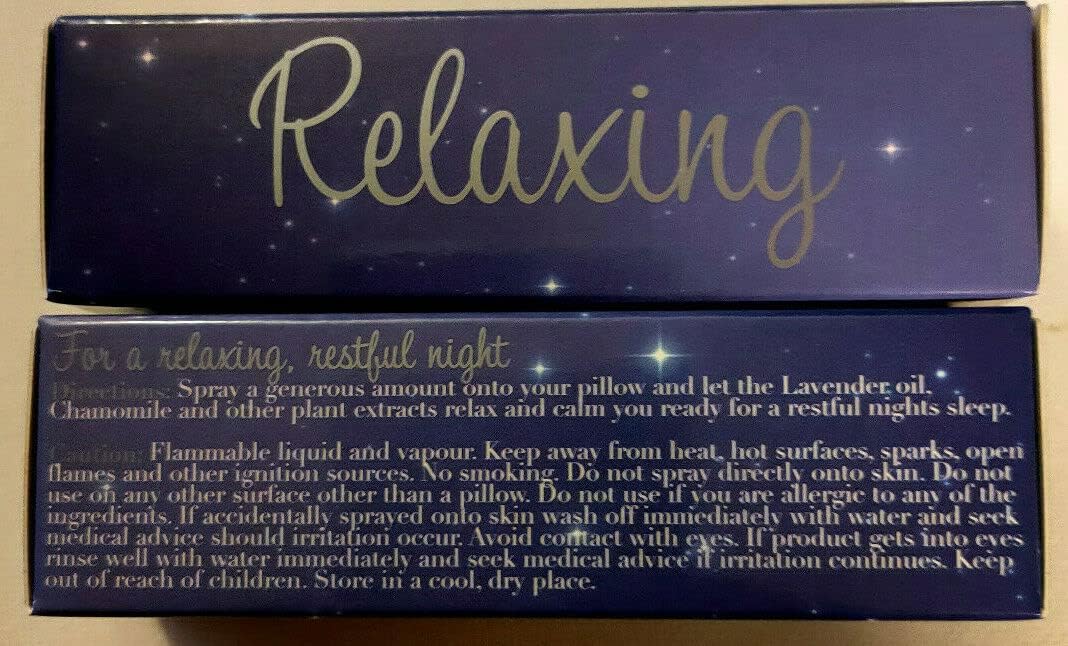 Relaxing
For a relaxing, restful night
Directions: Spray a generous amount onto your pillow and let the Lavender oil,
Chamomile and other plant extracts relax and calm you ready for a restful nights sleep.
Caution: Flammable liquid and vapour. Keep away from heat, hot surfaces, sparks, open
flames and other ignition sources. No smoking. Do not spray directly onto skin. Do not
use on any other surface other than a pillow. Do not use if you are allergic to any of the
ingredients. If accidentally sprayed onto skin wash off immediately with water and seek
medical advice should irritation occur. Avoid contact with eyes. If product gets into eyes
rinse well with water immediately and seek medical advice if irritation continues. Keep
out of reach of children. Store in a cool, dry place.